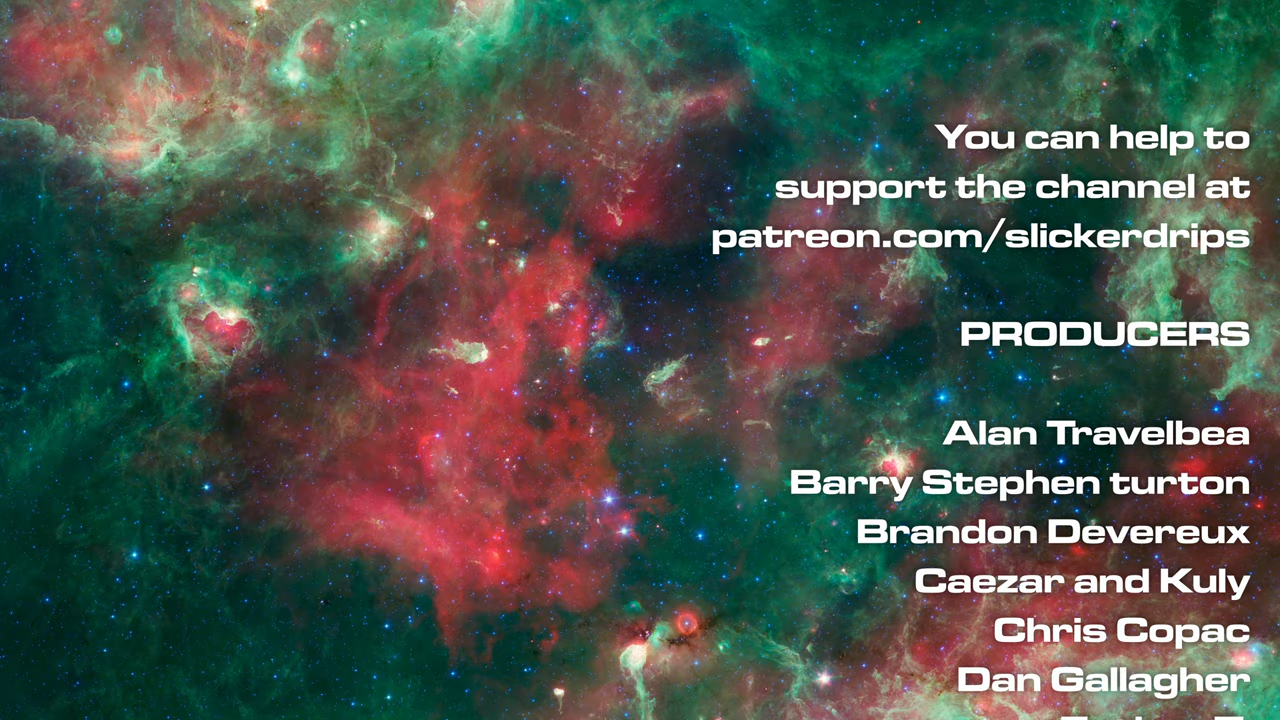 You can help to
support the channel at
patreon.com/slickerdrips
PRODUCERS
Alan Travelbea
Barry Stephen turton
Brandon Devereux
Caezar and Kuly
Chris Copac
Dan Gallagher